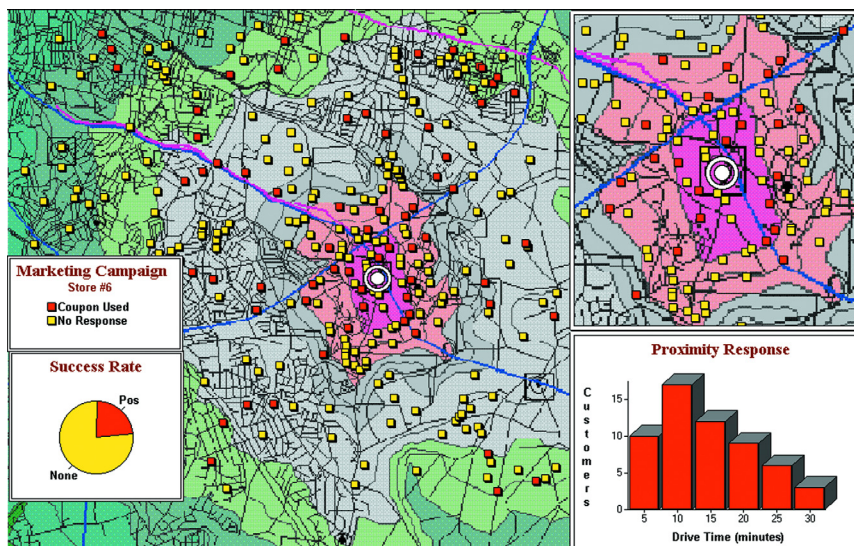 Marketing Campaign
Store #6
Coupon Used
No Response
Success Rate
Pos
None
Proximity Response
Customers
15
10
5
0
5 10 15 20 25 30
Drive Time (minutes)